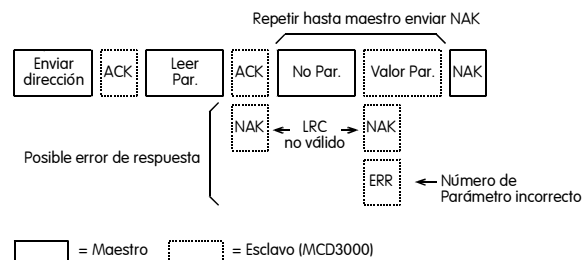 Repetir hasta maestro enviar NAK
Enviar
dirección
ACK
Leer
Par.
ACK
No Par.
Valor Par.
NAK
NAK
LRC
no válido
NAK
Posible error de respuesta
ERR
Número de
Parámetro incorrecto
= Maestro
= Esclavo (MCD3000)